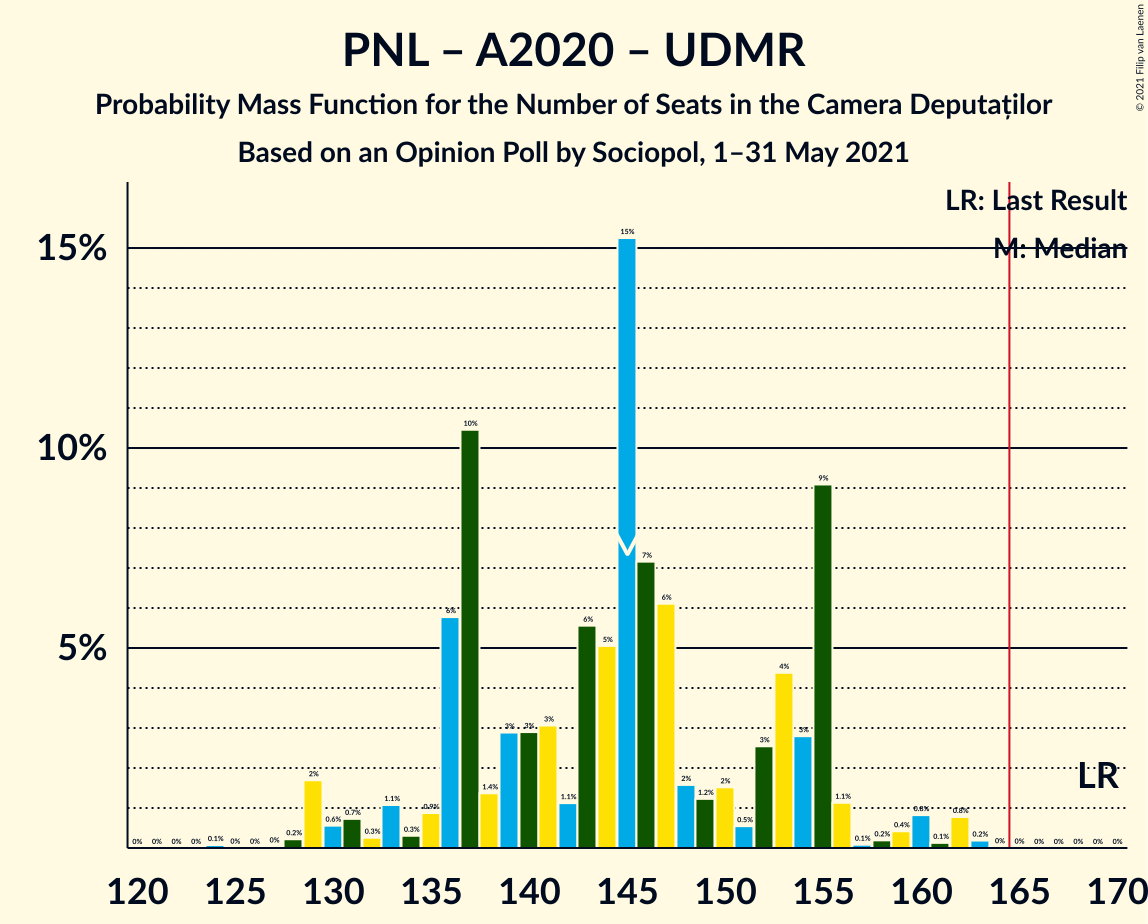 PNL – A2020 – UDMR
Probability Mass Function for the Number of Seats in the Camera Deputaților
Based on an Opinion Poll by Sociopol, 1–31 May 2021
© 2021 Filip van Laenen
LR: Last Result
M: Median
15%
10%
5%
0% 0% 0% 0% 0.1% 0% 0% 0% 0.2% 2% 0.6% 0.7% 0.3% 1.1% 0.3% 0.9% 6% 10% 1.4% 3% 3% 3% 1.1% 6% 5% 15% 7% 6% 2% 1.2% 2% 0.5% 3% 4% 3% 9% 1.1% 0.1% 0.2% 0.4% 0.8% 0.1% 0.8% 0.2% 0% 0% 0% 0% 0% 0% 0%
LR
120 125 130 135 140 145 150 155 160 165 170